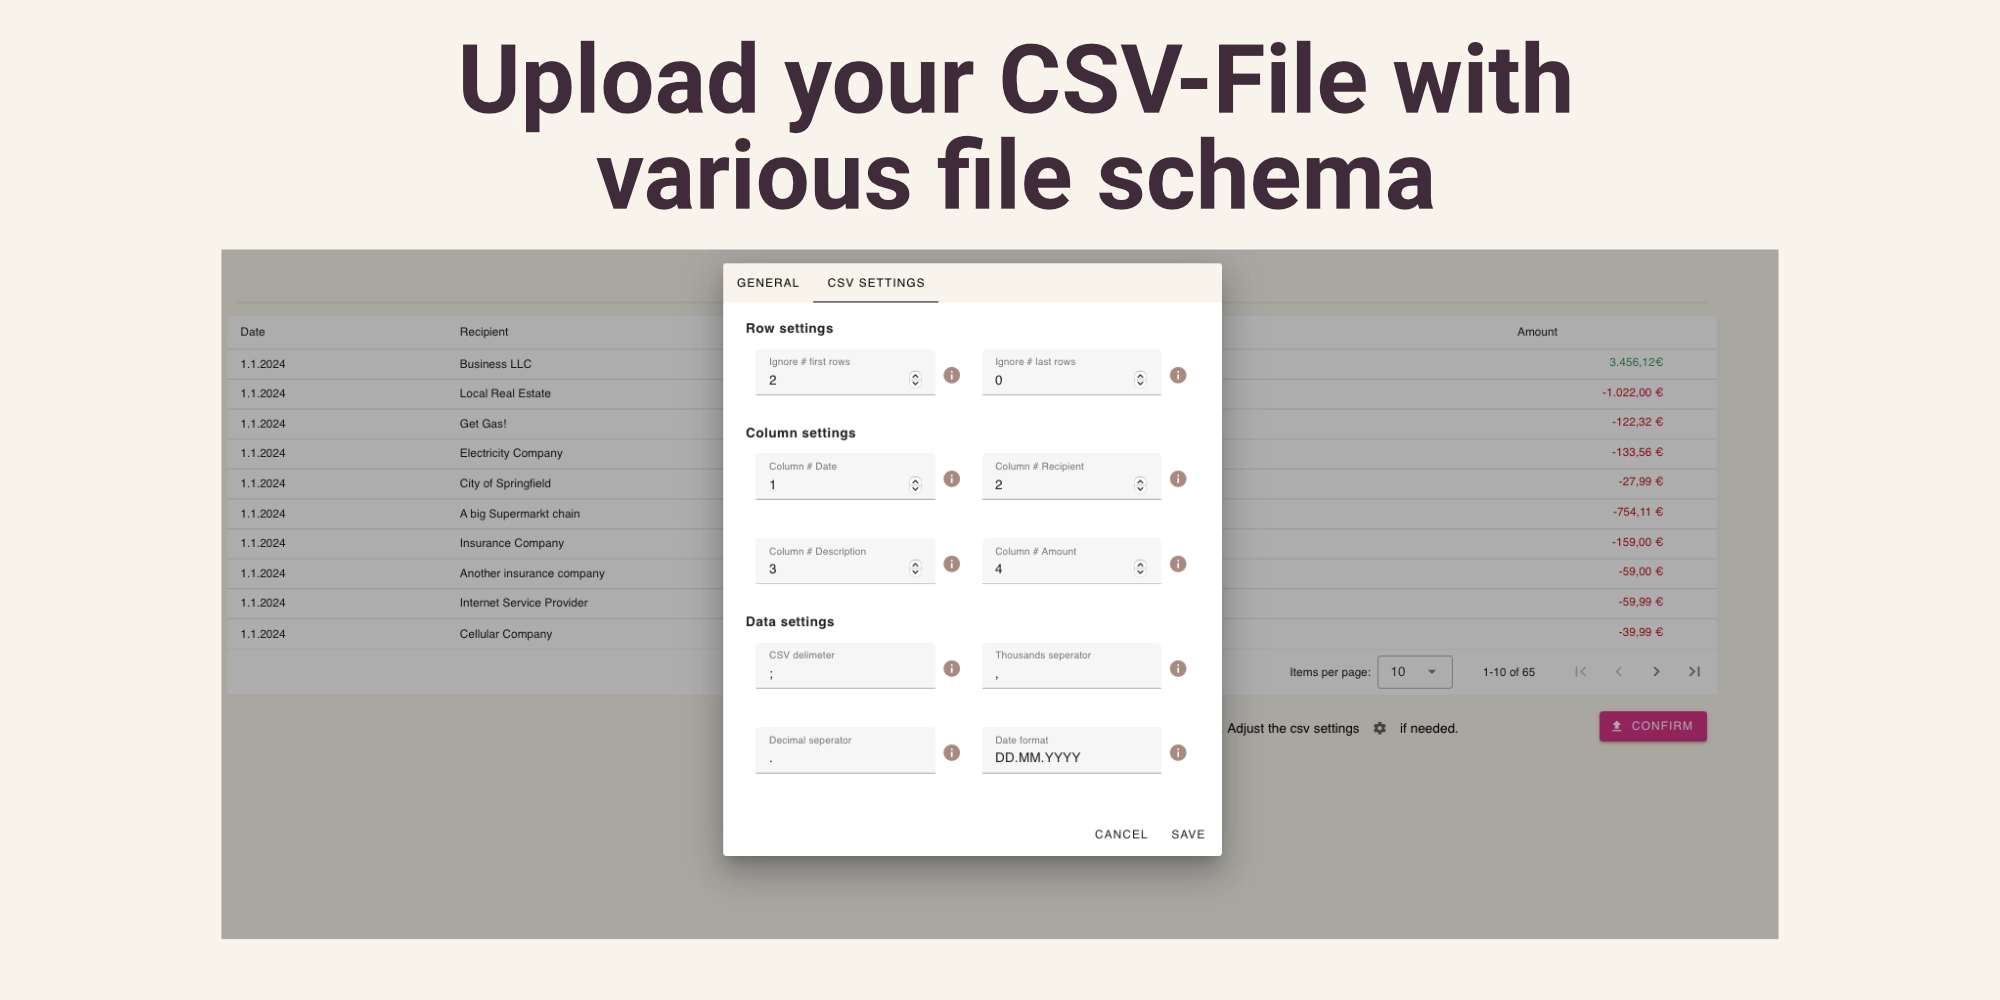 Upload your CSV-File with
various file schema
GENERAL CSV SETTINGS
Row settings
Ignore # first rows Ignore # last rows
2 0
Column settings
Column # Date Column # Recipient
1 2
Column # Description Column # Amount
3 4
Data settings
CSV delimeter Thousands seperator
; ,
Decimal seperator Date format
. DD.MM.YYYY
CANCEL SAVE
Date Recipient Amount
1.1.2024 Business LLC 3.456,12€
1.1.2024 Local Real Estate -1.022,00 €
1.1.2024 Get Gas! -122,32 €
1.1.2024 Electricity Company -133,56 €
1.1.2024 City of Springfield -27,99 €
1.1.2024 A big Supermarkt chain -754,11 €
1.1.2024 Insurance Company -159,00 €
1.1.2024 Another insurance company -59,00 €
1.1.2024 Internet Service Provider -59,99 €
1.1.2024 Cellular Company -39,99 €
Items per page: 10 1-10 of 65
Adjust the csv settings if needed. CONFIRM